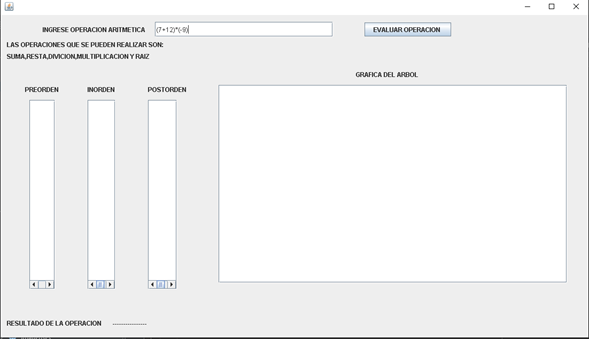 INGRESE OPERACION ARITMETICA (7+12)*(-9) EVALUAR OPERACION
LAS OPERACIONES QUE SE PUEDEN REALIZAR SON:
SUMA,RESTA,DIVICION,MULTIPLICACION Y RAIZ
GRAFICA DEL ARBOL
PREORDEN INORDEN POSTORDEN
RESULTADO DE LA OPERACION ----------------